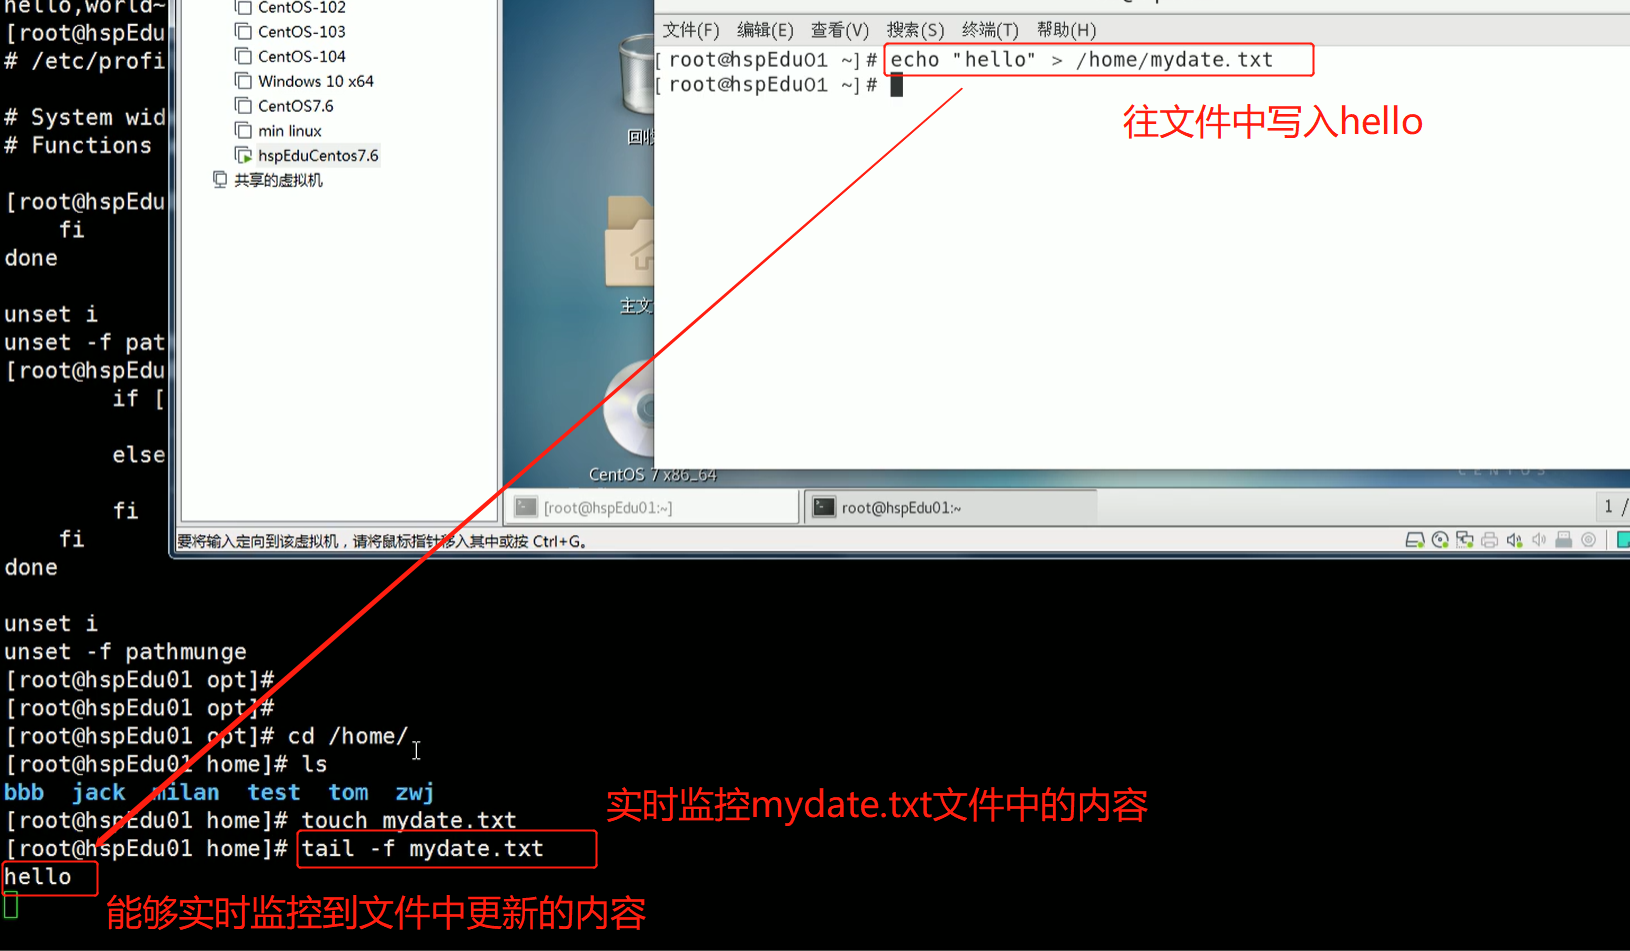 hello,world~
[root@hspEdu
# /etc/profi
# System wid
# Functions
[root@hspEdu
fi
done
unset i
unset -f pat
[root@hspEdu
if [
else
fi
fi
done
CentOS-102
CentOS-103
CentOS-104
Windows 10 x64
CentOS7.6
min linux
hspEduCentos7.6
共享的虚拟机
主文
CentOS 7 x86_64
文件(F) 编辑(E) 查看(V) 搜索(S) 终端(T) 帮助(H)
[root@hspEdu01 ~]# echo "hello" > /home/mydate.txt
[root@hspEdu01 ~]#
往文件中写入hello
CENTOS
[root@hspEdu01:~]
root@hspEdu01:~
1 /
要将输入定向到该虚拟机，请将鼠标指针移入其中或按 Ctrl+G。
unset i
unset -f pathmunge
[root@hspEdu01 opt]#
[root@hspEdu01 opt]#
[root@hspEdu01 opt]# cd /home/
[root@hspEdu01 home]# ls
bbb jack milan test tom zwj
[root@hspEdu01 home]# touch mydate.txt
实时监控mydate.txt文件中的内容
[root@hspEdu01 home]# tail -f mydate.txt
hello
能够实时监控到文件中更新的内容